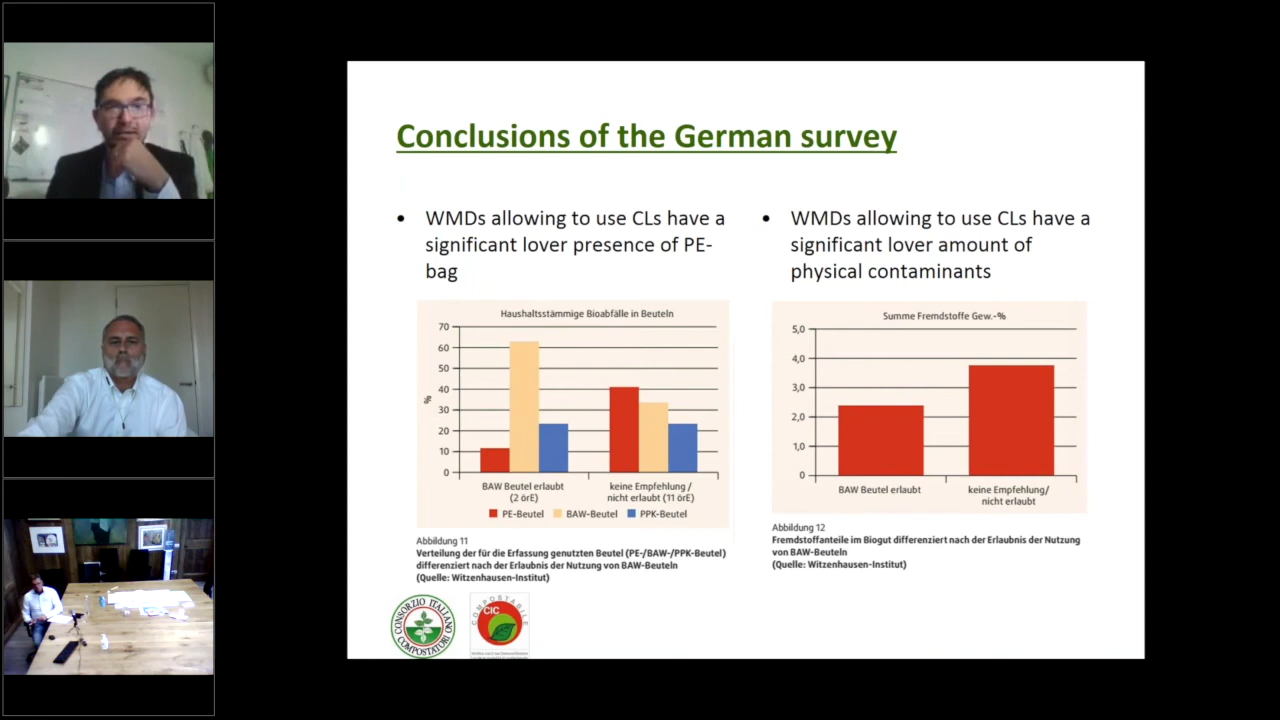 Conclusions of the German survey
• WMDs allowing to use CLs have a
significant lover presence of PE-
bag
• WMDs allowing to use CLs have a
significant lover amount of
physical contaminants
Haushaltsstämmige Bioabfälle in Beuteln
70
60
50
40
30
20
10
0
%
BAW Beutel erlaubt
(2 örE)
keine Empfehlung /
nicht erlaubt (11 örE)
PE-Beutel BAW-Beutel PPK-Beutel
Abbildung 11
Verteilung der für die Erfassung genutzten Beutel (PE-/BAW-/PPK-Beutel)
differenziert nach der Erlaubnis der Nutzung von BAW-Beuteln
(Quelle: Witzenhausen-Institut)
Summe Fremdstoffe Gew.-%
5,0
4,0
3,0
2,0
1,0
0
BAW Beutel erlaubt
keine Empfehlung/
nicht erlaubt
Abbildung 12
Fremdstoffanteile im Biogut differenziert nach der Erlaubnis der Nutzung
von BAW-Beuteln
(Quelle: Witzenhausen-Institut)
CONSORZIO ITALIANO
COMPOSTATORI
COMPOSTABILE
CIC